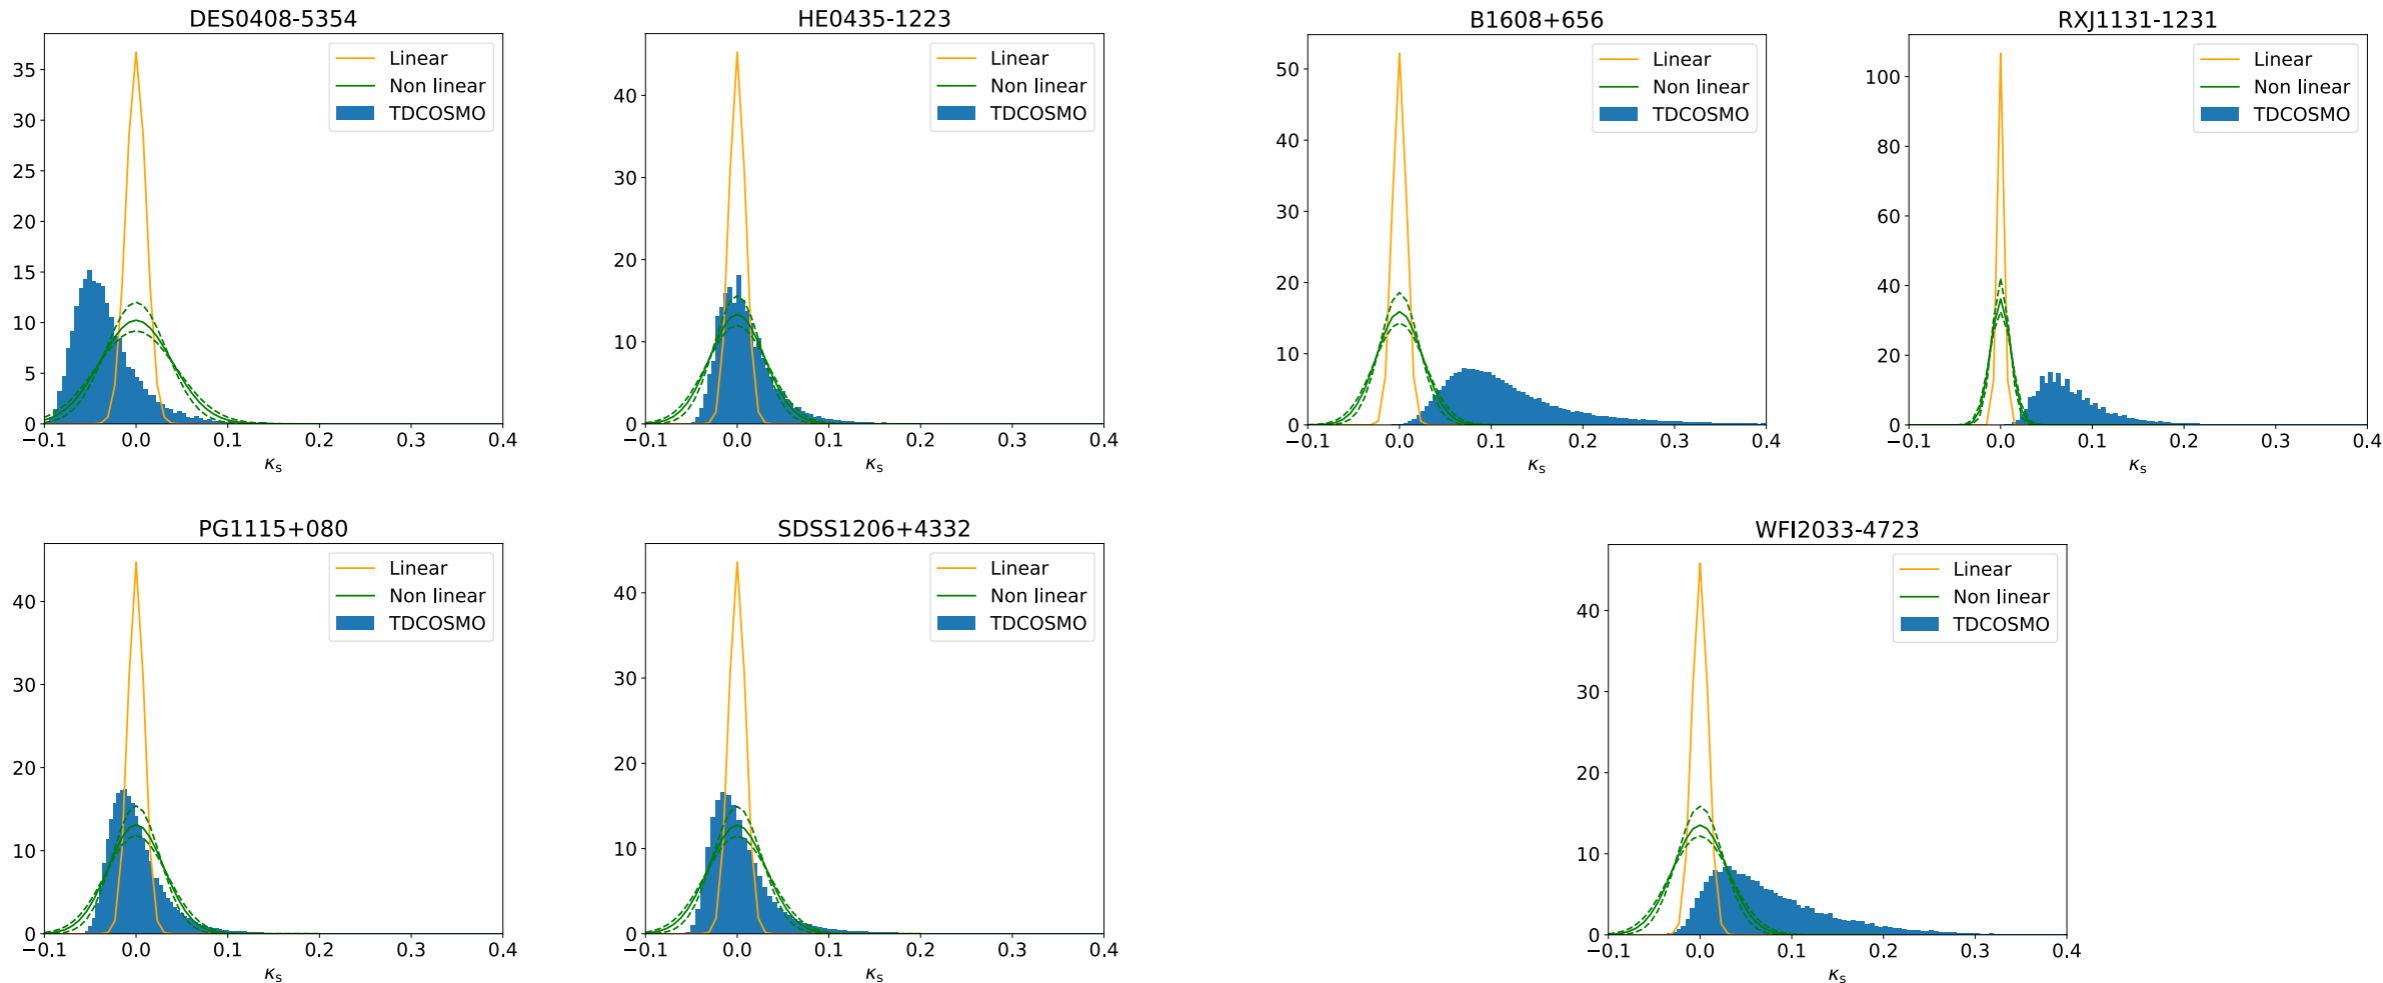 DES0408-5354
35
30
25
20
15
10
5
0
−0.1 0.0 0.1 0.2 0.3 0.4
κs
Linear
Non linear
TDCOSMO
HE0435-1223
40
30
20
10
0
−0.1 0.0 0.1 0.2 0.3 0.4
κs
Linear
Non linear
TDCOSMO
B1608+656
50
40
30
20
10
0
−0.1 0.0 0.1 0.2 0.3 0.4
κs
Linear
Non linear
TDCOSMO
RXJ1131-1231
100
80
60
40
20
0
−0.1 0.0 0.1 0.2 0.3 0.4
κs
Linear
Non linear
TDCOSMO
PG1115+080
40
30
20
10
0
−0.1 0.0 0.1 0.2 0.3 0.4
κs
Linear
Non linear
TDCOSMO
SDSS1206+4332
40
30
20
10
0
−0.1 0.0 0.1 0.2 0.3 0.4
κs
Linear
Non linear
TDCOSMO
WFI2033-4723
40
30
20
10
0
−0.1 0.0 0.1 0.2 0.3 0.4
κs
Linear
Non linear
TDCOSMO